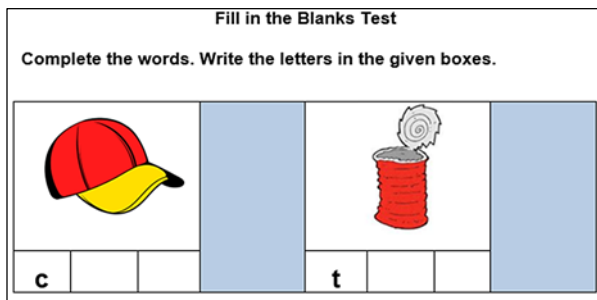 Fill in the Blanks Test
Complete the words. Write the letters in the given boxes.
c t